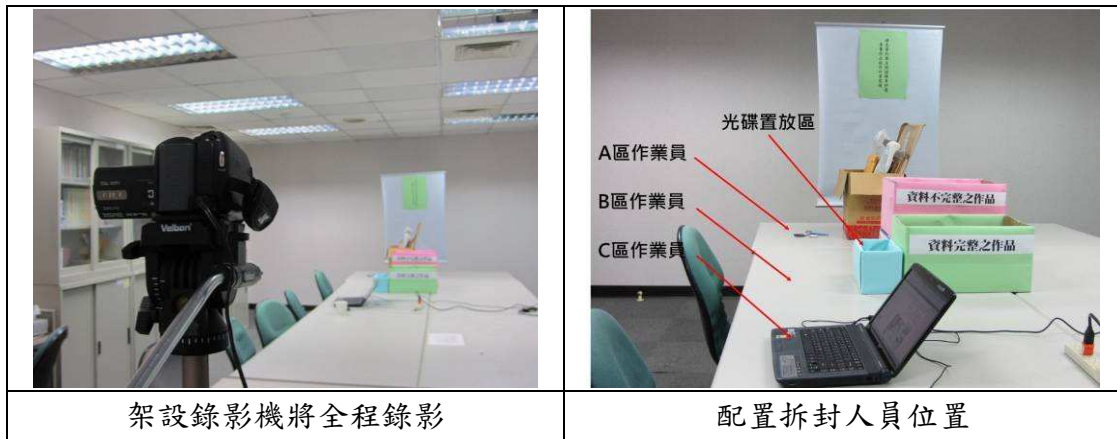 Velbon
光碟置放區
A區作業員
B區作業員
C區作業員
資料不完整之作品
資料完整之作品
架設錄影機將全程錄影
配置拆封人員位置